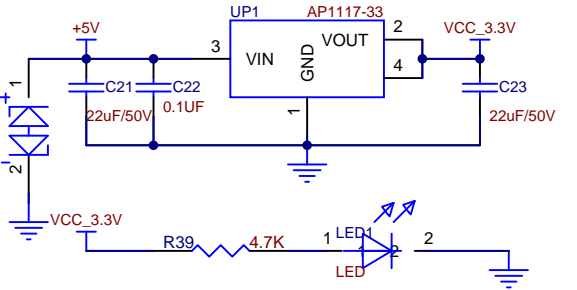 UP1 AP1117-33
+5V
VCC_3.3V
3 VIN VOUT 2
GND
4
1
1
+
C21 C22 C23
22uF/50V 0.1UF 22uF/50V
-
2
VCC_3.3V
R39 4.7K 1 LED1 2
1 2
LED